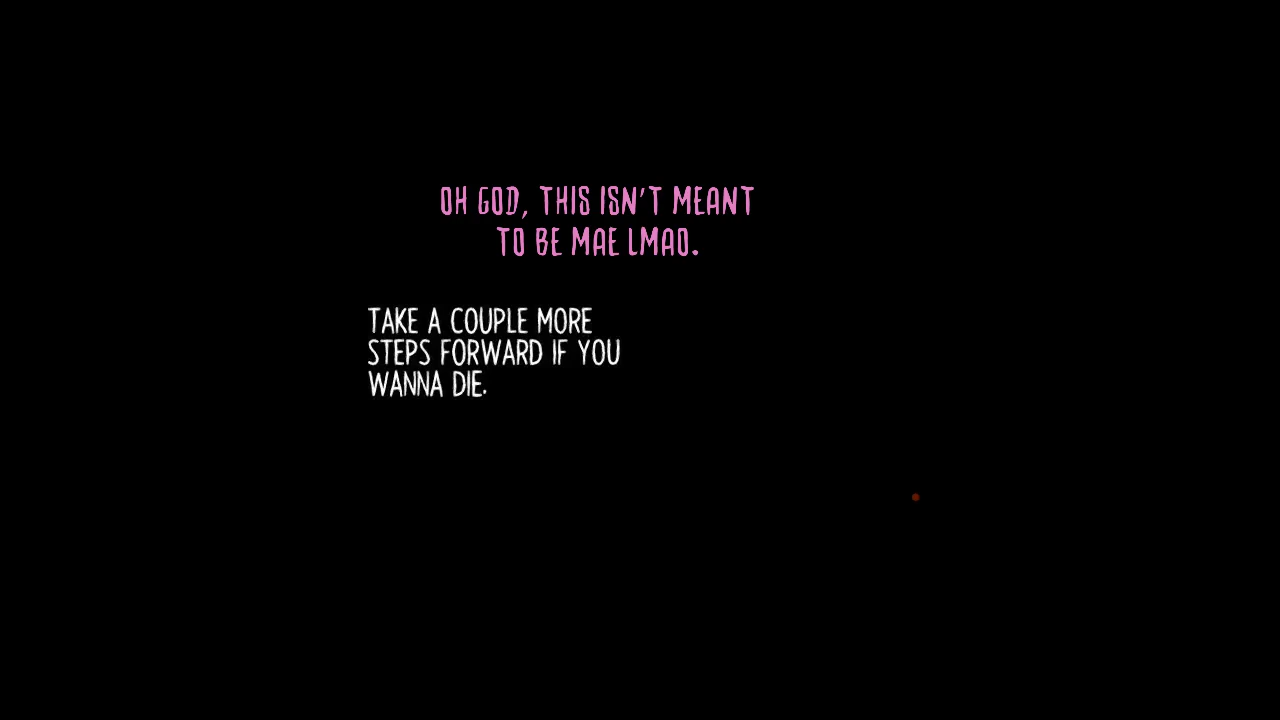 OH GOD, THIS ISN'T MEANT
TO BE MAE LMAO.
TAKE A COUPLE MORE
STEPS FORWARD IF YOU
WANNA DIE.